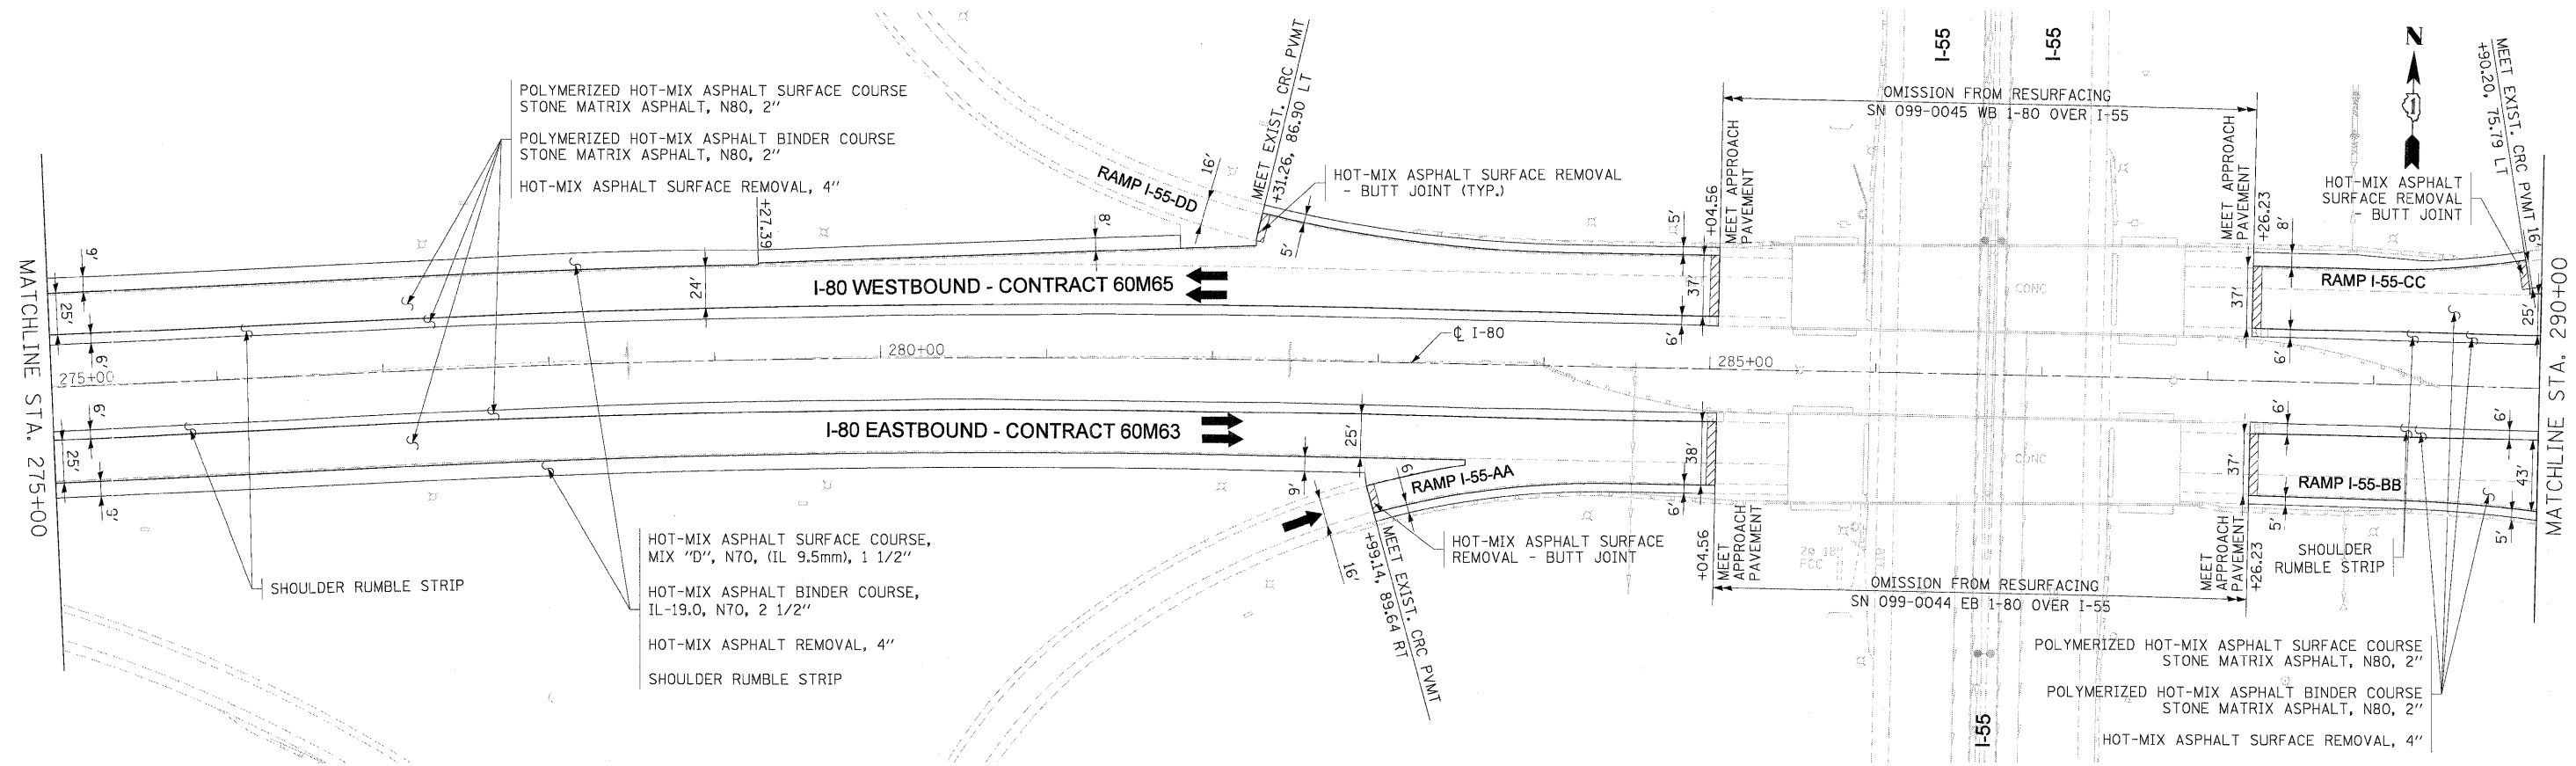 MATCHLINE STA. 275+00
POLYMERIZED HOT-MIX ASPHALT SURFACE COURSE
STONE MATRIX ASPHALT, N80, 2"
POLYMERIZED HOT-MIX ASPHALT BINDER COURSE
STONE MATRIX ASPHALT, N80, 2"
HOT-MIX ASPHALT SURFACE REMOVAL, 4"
9'
25'
6'
275+00
6'
25'
9'
+27.39
24'
8'
RAMP I-55-DD
16'
MEET EXIST. CRC PVMT
+31.26, 86.90 LT
5'
HOT-MIX ASPHALT SURFACE REMOVAL
- BUTT JOINT (TYP.)
I-80 WESTBOUND - CONTRACT 60M65
280+00
℄ I-80
285+00
I-80 EASTBOUND - CONTRACT 60M63
25'
9'
16'
RAMP I-55-AA
MEET EXIST. CRC PVMT
+99.14, 89.64 RT
HOT-MIX ASPHALT SURFACE
REMOVAL - BUTT JOINT
SHOULDER RUMBLE STRIP
HOT-MIX ASPHALT SURFACE COURSE,
MIX "D", N70, (IL 9.5mm), 1 1/2"
HOT-MIX ASPHALT BINDER COURSE,
IL-19.0, N70, 2 1/2"
HOT-MIX ASPHALT REMOVAL, 4"
SHOULDER RUMBLE STRIP
5'
37'
6'
+04.56
MEET APPROACH
PAVEMENT
38'
6'
+04.56
MEET
APPROACH
PAVEMENT
I-55
I-55
OMISSION FROM RESURFACING
SN 099-0045 WB I-80 OVER I-55
CONC
CONC
OMISSION FROM RESURFACING
SN 099-0044 EB I-80 OVER I-55
I-55
MEET APPROACH
PAVEMENT
+26.23
8'
37'
6'
N
1
MEET EXIST. CRC PVMT
+90.20, 75.79 LT
16'
HOT-MIX ASPHALT
SURFACE REMOVAL
- BUTT JOINT
RAMP I-55-CC
25'
6'
37'
6'
43'
RAMP I-55-BB
5'
5'
MEET
APPROACH
PAVEMENT
+26.23
SHOULDER
RUMBLE STRIP
POLYMERIZED HOT-MIX ASPHALT SURFACE COURSE
STONE MATRIX ASPHALT, N80, 2"
POLYMERIZED HOT-MIX ASPHALT BINDER COURSE
STONE MATRIX ASPHALT, N80, 2"
HOT-MIX ASPHALT SURFACE REMOVAL, 4"
MATCHLINE STA. 290+00